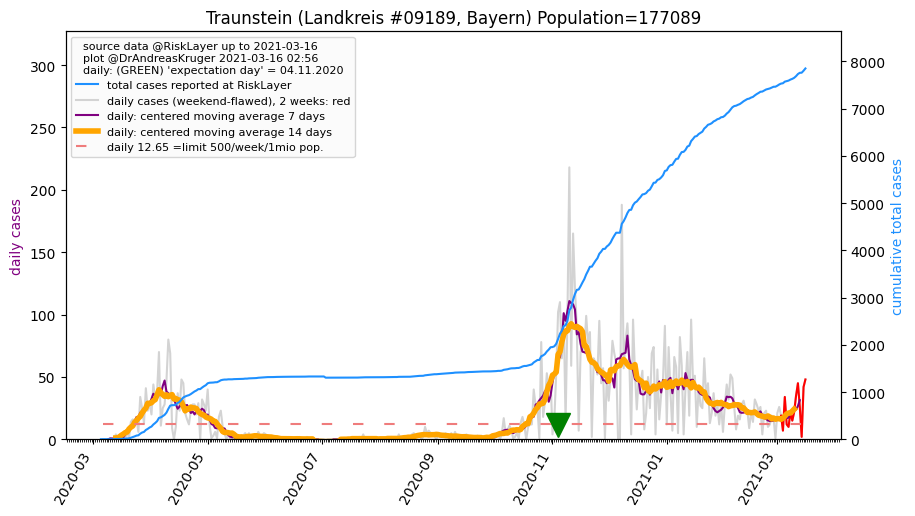 Traunstein (Landkreis #09189, Bayern) Population=177089
source data @RiskLayer up to 2021-03-16
plot @DrAndreasKruger 2021-03-16 02:56
daily: (GREEN) 'expectation day' = 04.11.2020
total cases reported at RiskLayer
daily cases (weekend-flawed), 2 weeks: red
daily: centered moving average 7 days
daily: centered moving average 14 days
daily 12.65 =limit 500/week/1mio pop.
daily cases
300
250
200
150
100
50
0
8000
7000
6000
5000
4000
3000
2000
1000
0
cumulative total cases
2020-03
2020-05
2020-07
2020-09
2020-11
2021-01
2021-03